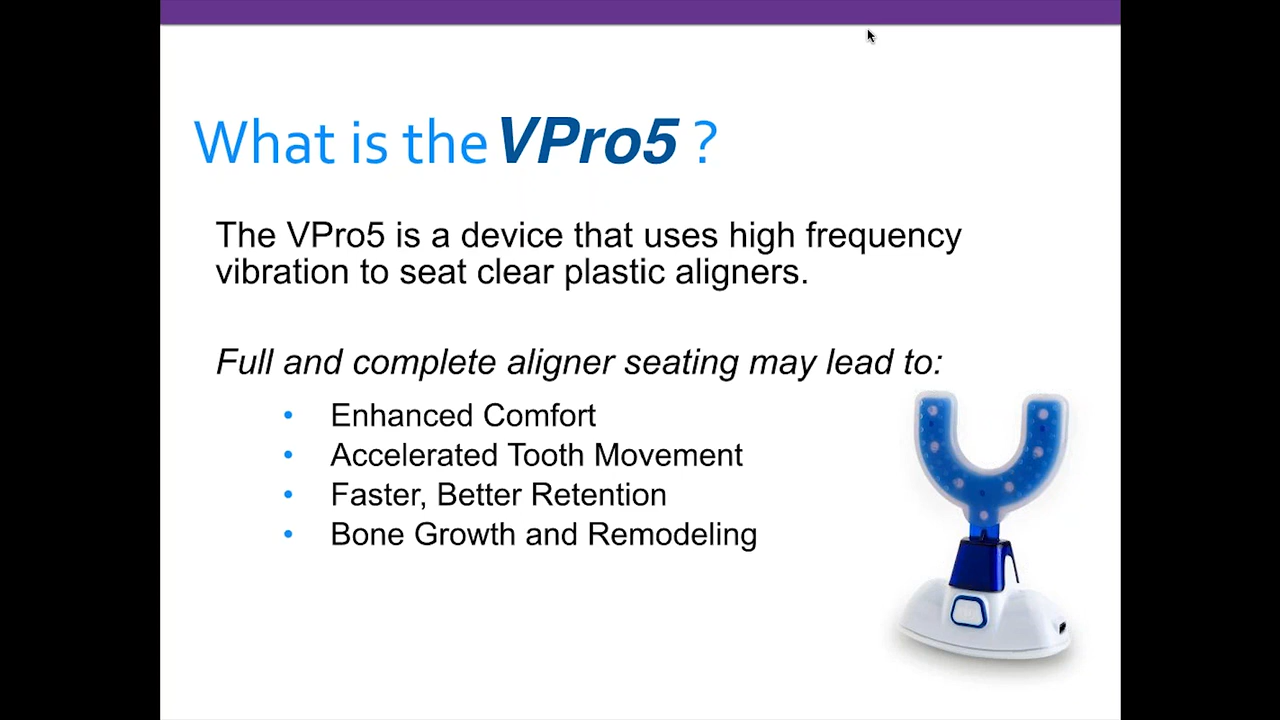 What is the VPro5 ?
The VPro5 is a device that uses high frequency
vibration to seat clear plastic aligners.
Full and complete aligner seating may lead to:
• Enhanced Comfort
• Accelerated Tooth Movement
• Faster, Better Retention
• Bone Growth and Remodeling